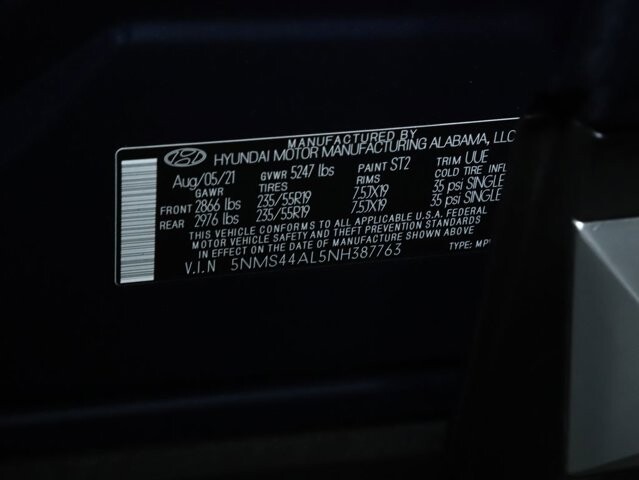 MANUFACTURED BY
HYUNDAI MOTOR MANUFACTURING ALABAMA, LLC
Aug/05/21 GVWR 5247 lbs PAINT ST2 TRIM UUE
GAWR TIRES RIMS COLD TIRE INFL
FRONT 2866 lbs 235/55R19 7.5JX19 35 psi SINGLE
REAR 2976 lbs 235/55R19 7.5JX19 35 psi SINGLE
THIS VEHICLE CONFORMS TO ALL APPLICABLE U.S.A. FEDERAL
MOTOR VEHICLE SAFETY AND THEFT PREVENTION STANDARDS
IN EFFECT ON THE DATE OF MANUFACTURE SHOWN ABOVE.
V.I.N 5NMS44AL5NH387763 TYPE: MPV